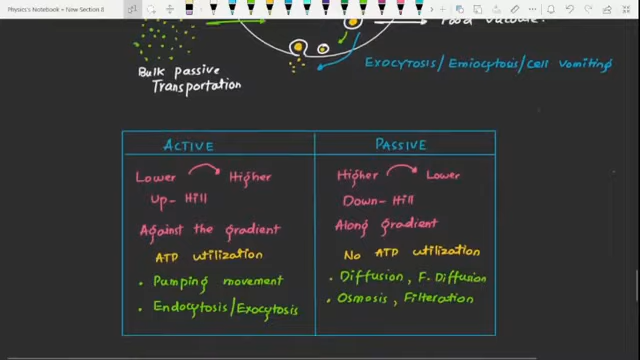 Physics's Notebook • New Section 8
Food vacuole.
Bulk passive
Transportation
Exocytosis / Emiocytosis / Cell vomiting
ACTIVE
PASSIVE
Lower Higher
Higher Lower
Up- Hill
Down- Hill
Against the gradient
Along gradient
ATP utilization
No ATP utilization
• Pumping movement
• Diffusion, F. Diffusion
• Endocytosis/Exocytosis
• Osmosis, Filteration